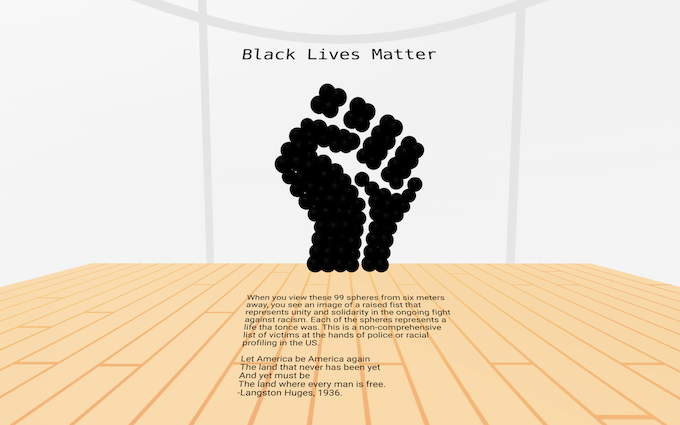 Black Lives Matter
When you view these 99 spheres from six meters
away, you see an image of a raised fist that
represents unity and solidarity in the ongoing fight
against racism. Each of the spheres represents a
life tha tonce was. This is a non-comprehensive
list of victims at the hands of police or racial
profiling in the US.
Let America be America again
The land that never has been yet
And yet must be
The land where every man is free.
-Langston Huges, 1936.